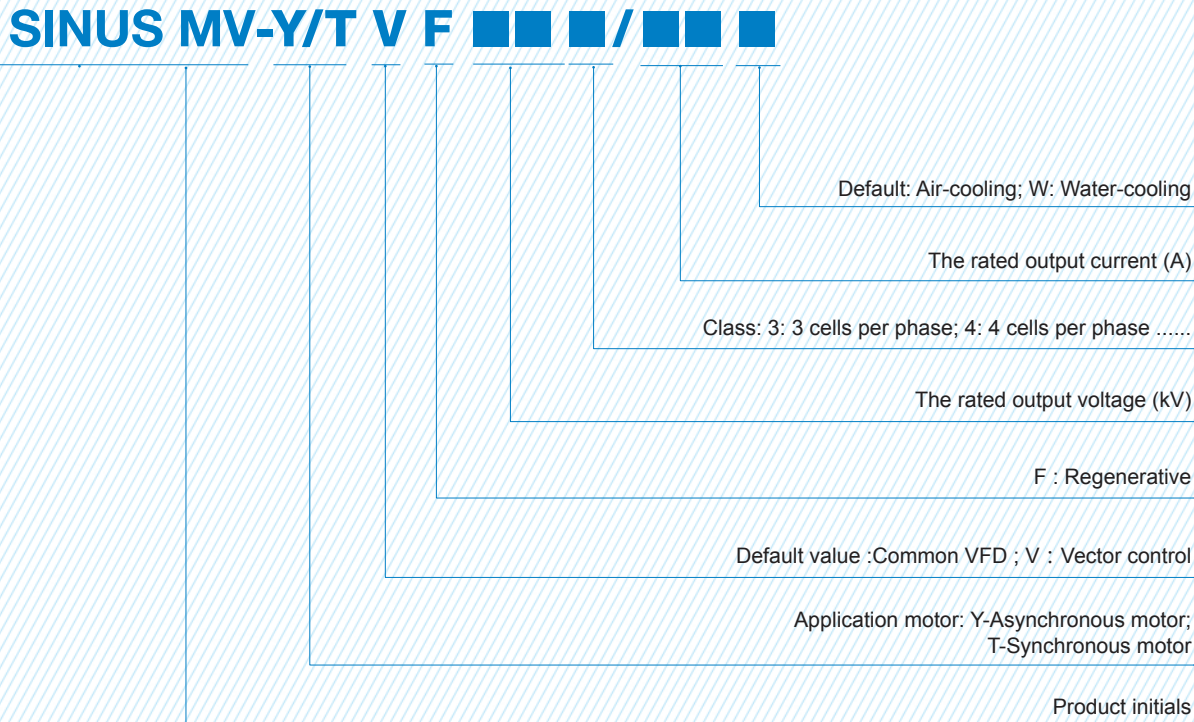 SINUS MV-Y/T V F ■■ ■/■■ ■
Default: Air-cooling; W: Water-cooling
The rated output current (A)
Class: 3: 3 cells per phase; 4: 4 cells per phase ......
The rated output voltage (kV)
F : Regenerative
Default value :Common VFD ; V : Vector control
Application motor: Y-Asynchronous motor;
T-Synchronous motor
Product initials